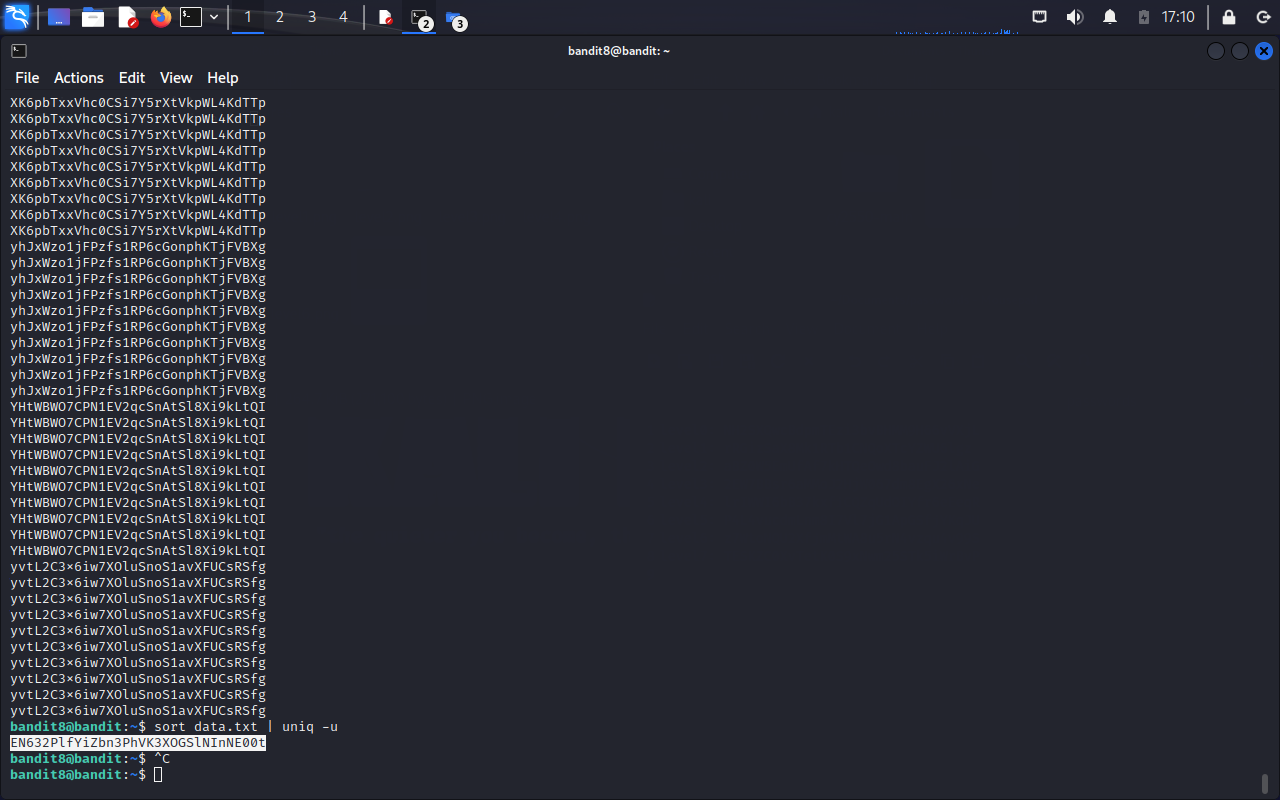 1 2 3 4 2 3 17:10
bandit8@bandit: ~
File Actions Edit View Help
XK6pbTxxVhc0CSi7Y5rXtVkpWL4KdTTp
XK6pbTxxVhc0CSi7Y5rXtVkpWL4KdTTp
XK6pbTxxVhc0CSi7Y5rXtVkpWL4KdTTp
XK6pbTxxVhc0CSi7Y5rXtVkpWL4KdTTp
XK6pbTxxVhc0CSi7Y5rXtVkpWL4KdTTp
XK6pbTxxVhc0CSi7Y5rXtVkpWL4KdTTp
XK6pbTxxVhc0CSi7Y5rXtVkpWL4KdTTp
XK6pbTxxVhc0CSi7Y5rXtVkpWL4KdTTp
XK6pbTxxVhc0CSi7Y5rXtVkpWL4KdTTp
yhJxWzo1jFPzfs1RP6cGonphKTjFVBXg
yhJxWzo1jFPzfs1RP6cGonphKTjFVBXg
yhJxWzo1jFPzfs1RP6cGonphKTjFVBXg
yhJxWzo1jFPzfs1RP6cGonphKTjFVBXg
yhJxWzo1jFPzfs1RP6cGonphKTjFVBXg
yhJxWzo1jFPzfs1RP6cGonphKTjFVBXg
yhJxWzo1jFPzfs1RP6cGonphKTjFVBXg
yhJxWzo1jFPzfs1RP6cGonphKTjFVBXg
yhJxWzo1jFPzfs1RP6cGonphKTjFVBXg
yhJxWzo1jFPzfs1RP6cGonphKTjFVBXg
YHtWBWO7CPN1EV2qcSnAtSl8Xi9kLtQI
YHtWBWO7CPN1EV2qcSnAtSl8Xi9kLtQI
YHtWBWO7CPN1EV2qcSnAtSl8Xi9kLtQI
YHtWBWO7CPN1EV2qcSnAtSl8Xi9kLtQI
YHtWBWO7CPN1EV2qcSnAtSl8Xi9kLtQI
YHtWBWO7CPN1EV2qcSnAtSl8Xi9kLtQI
YHtWBWO7CPN1EV2qcSnAtSl8Xi9kLtQI
YHtWBWO7CPN1EV2qcSnAtSl8Xi9kLtQI
YHtWBWO7CPN1EV2qcSnAtSl8Xi9kLtQI
YHtWBWO7CPN1EV2qcSnAtSl8Xi9kLtQI
yvtL2C3×6iw7XOluSnoS1avXFUCsRSfg
yvtL2C3×6iw7XOluSnoS1avXFUCsRSfg
yvtL2C3×6iw7XOluSnoS1avXFUCsRSfg
yvtL2C3×6iw7XOluSnoS1avXFUCsRSfg
yvtL2C3×6iw7XOluSnoS1avXFUCsRSfg
yvtL2C3×6iw7XOluSnoS1avXFUCsRSfg
yvtL2C3×6iw7XOluSnoS1avXFUCsRSfg
yvtL2C3×6iw7XOluSnoS1avXFUCsRSfg
yvtL2C3×6iw7XOluSnoS1avXFUCsRSfg
yvtL2C3×6iw7XOluSnoS1avXFUCsRSfg
bandit8@bandit:~$ sort data.txt | uniq -u
EN632PlfYiZbn3PhVK3XOGSlNInNE00t
bandit8@bandit:~$ ^C
bandit8@bandit:~$